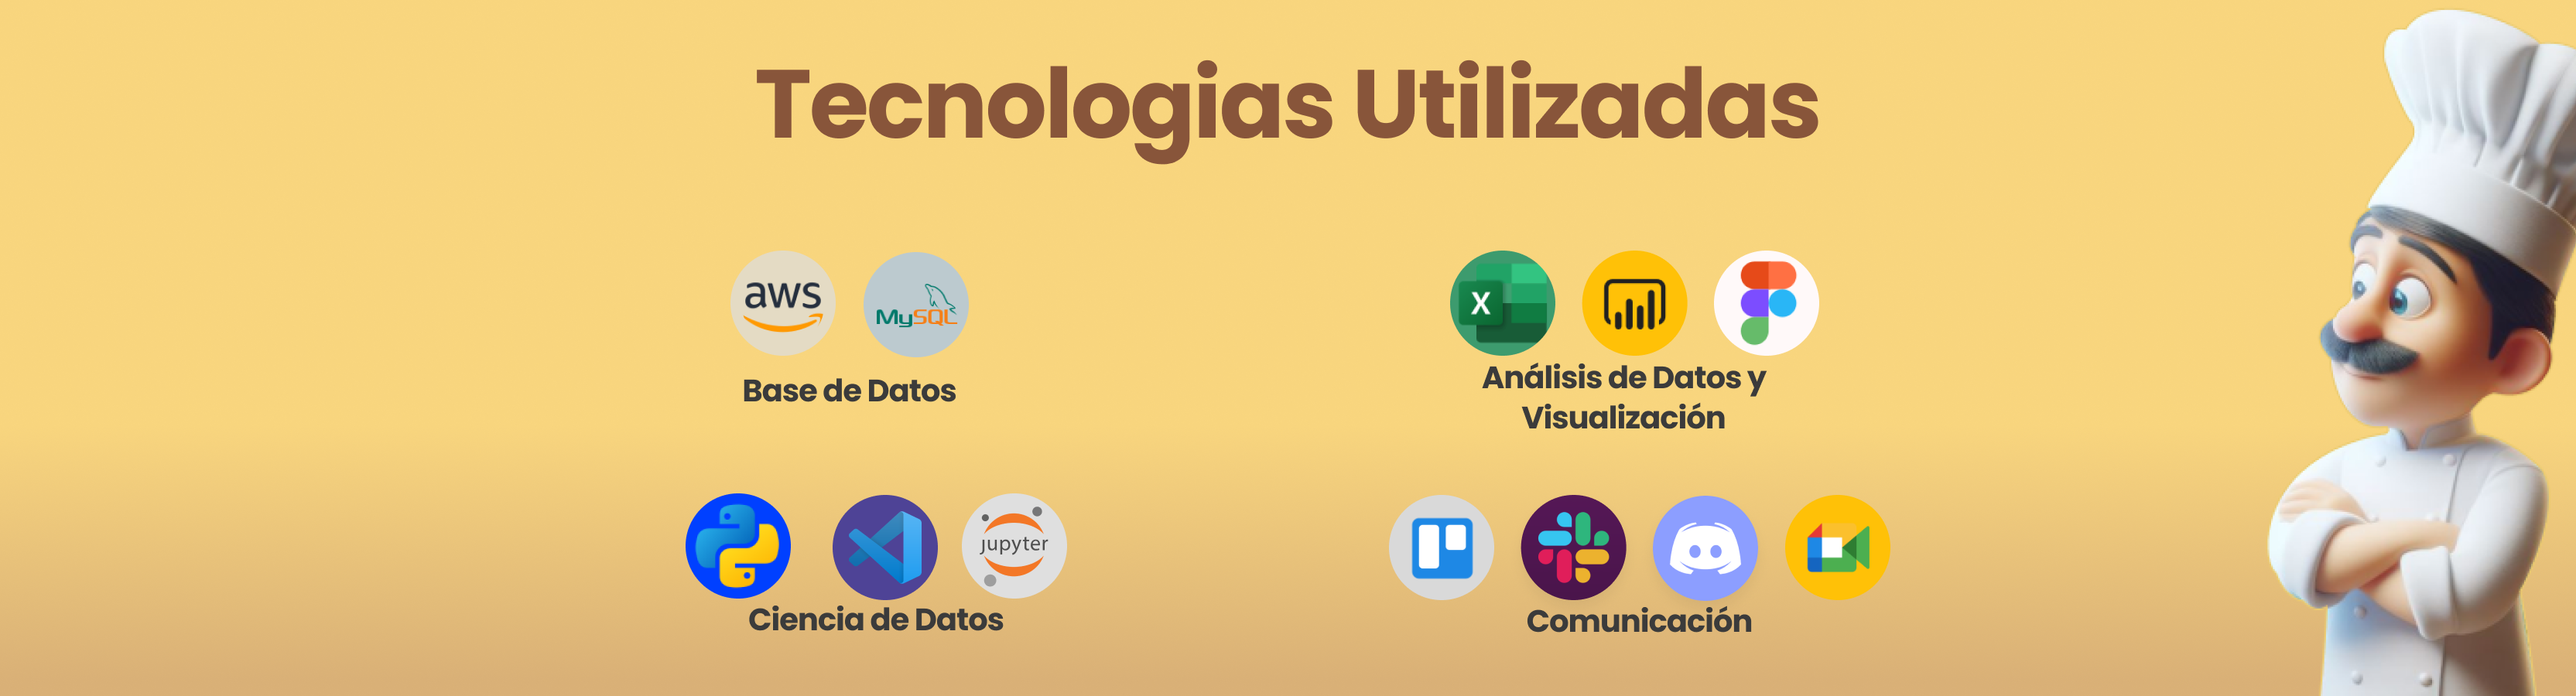 Tecnologias Utilizadas
aws
MySQL
Base de Datos
X
Análisis de Datos y
Visualización
jupyter
Ciencia de Datos
Comunicación